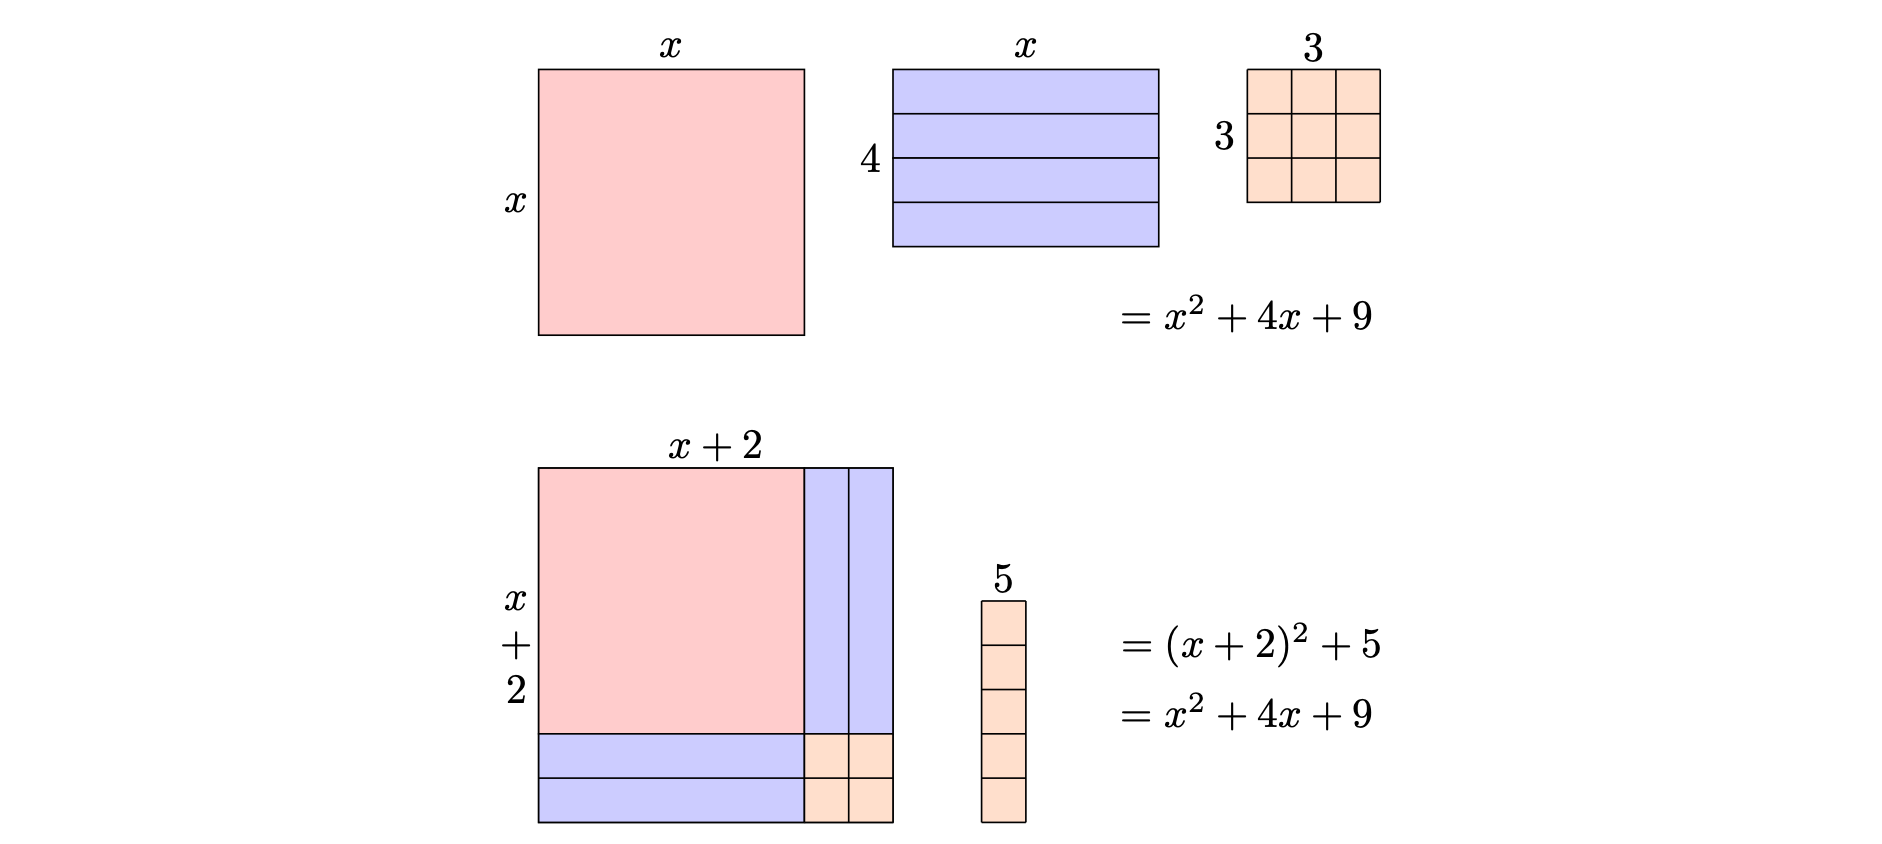 x
x
3
x
4
3
= x² + 4x + 9
x + 2
x
+
2
5
= (x + 2)² + 5
= x² + 4x + 9